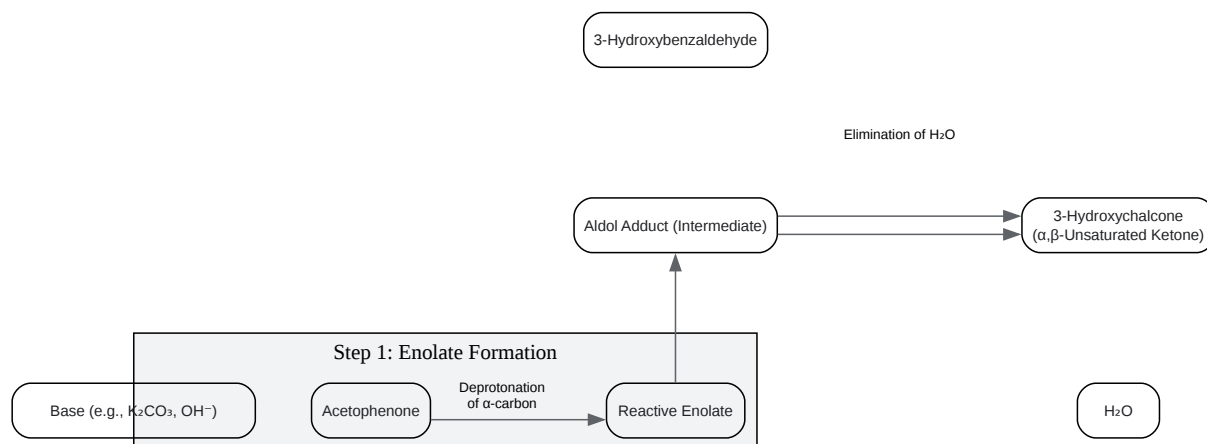 3-Hydroxybenzaldehyde
Elimination of H₂O
Aldol Adduct (Intermediate)
3-Hydroxychalcone
(α,β-Unsaturated Ketone)
Step 1: Enolate Formation
Base (e.g., K₂CO₃, OH⁻)
Acetophenone
Deprotonation
of α-carbon
Reactive Enolate
H₂O